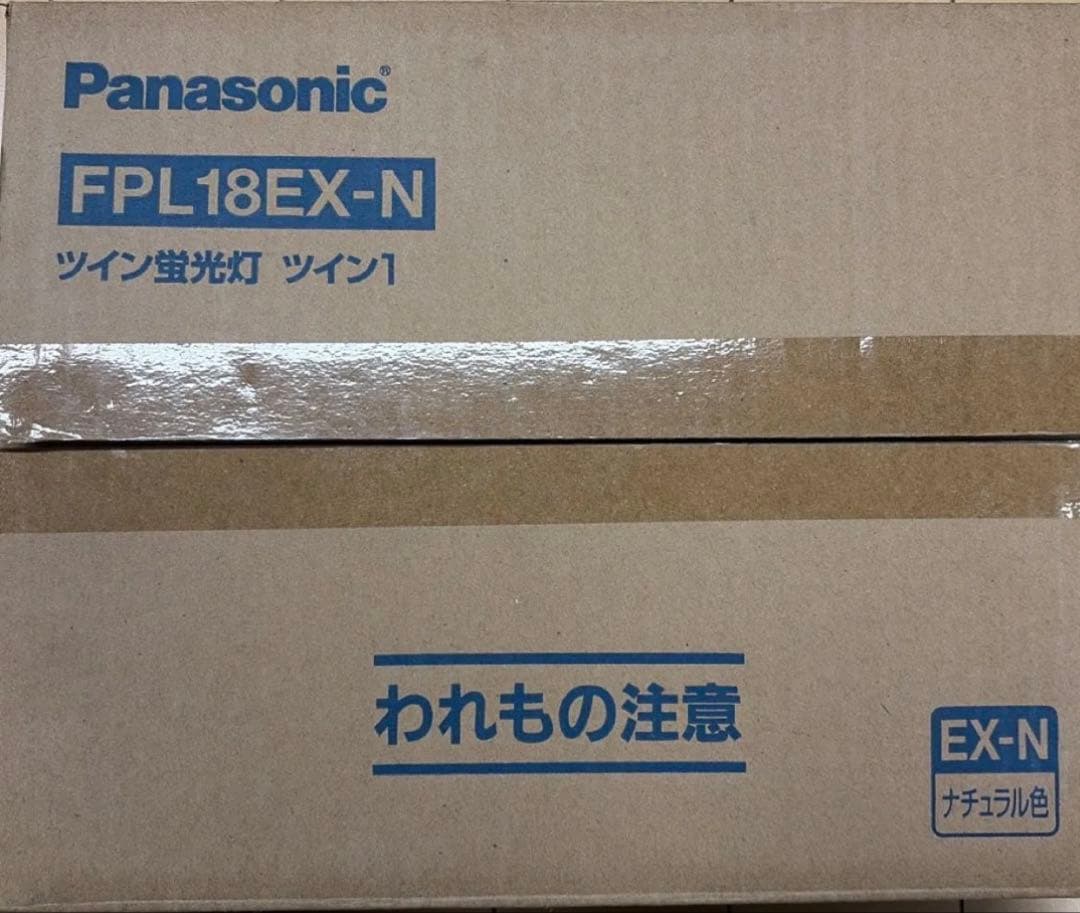 Panasonic®
FPL18EX-N
ツイン蛍光灯 ツイン1
われもの注意
EX-N
ナチュラル色